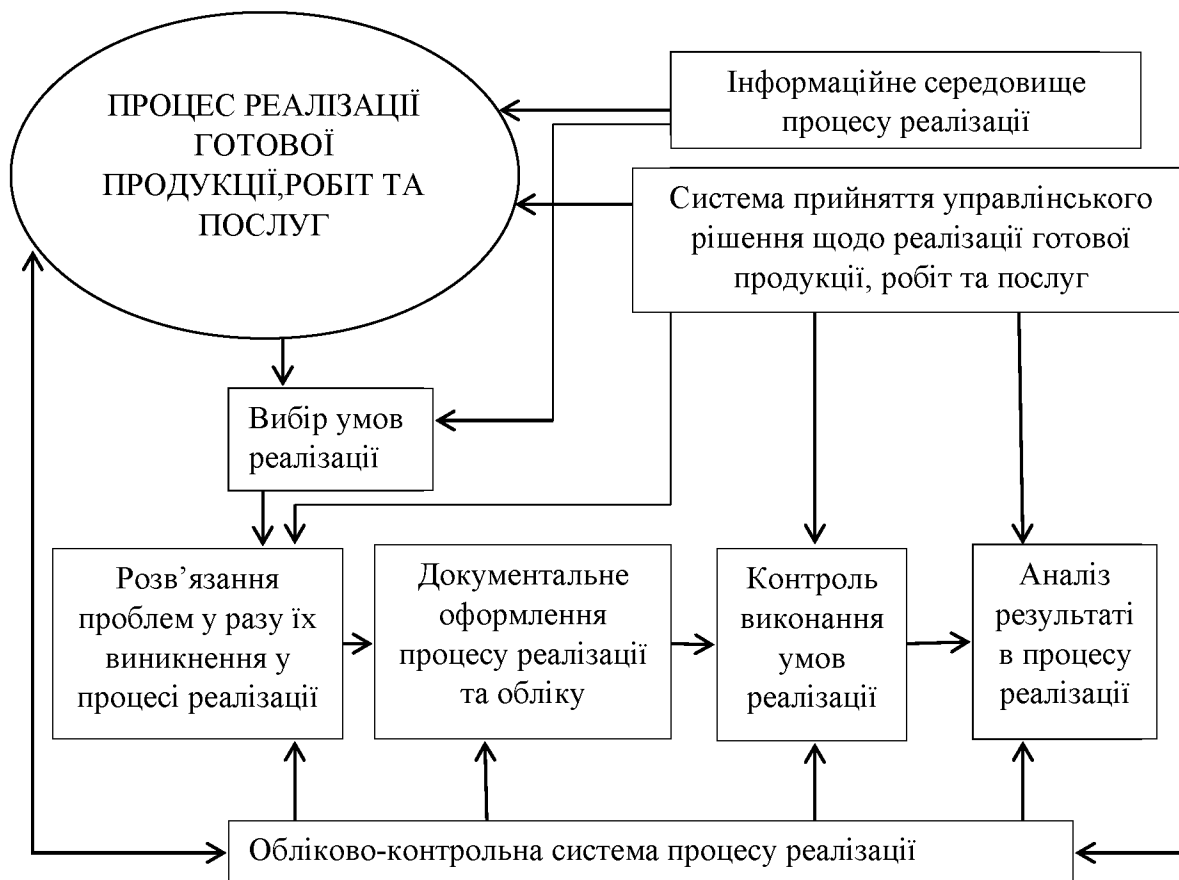 ПРОЦЕС РЕАЛІЗАЦІЇ
ГОТОВОЇ
ПРОДУКЦІЇ,РОБІТ ТА
ПОСЛУГ
Інформаційне середовище
процесу реалізації
Система прийняття управлінського
рішення щодо реалізації готової
продукції, робіт та послуг
Вибір умов
реалізації
Розв’язання
проблем у разу їх
виникнення у
процесі реалізації
Документальне
оформлення
процесу реалізації
та обліку
Контроль
виконання
умов
реалізації
Аналіз
результаті
в процесу
реалізації
Обліково-контрольна система процесу реалізації